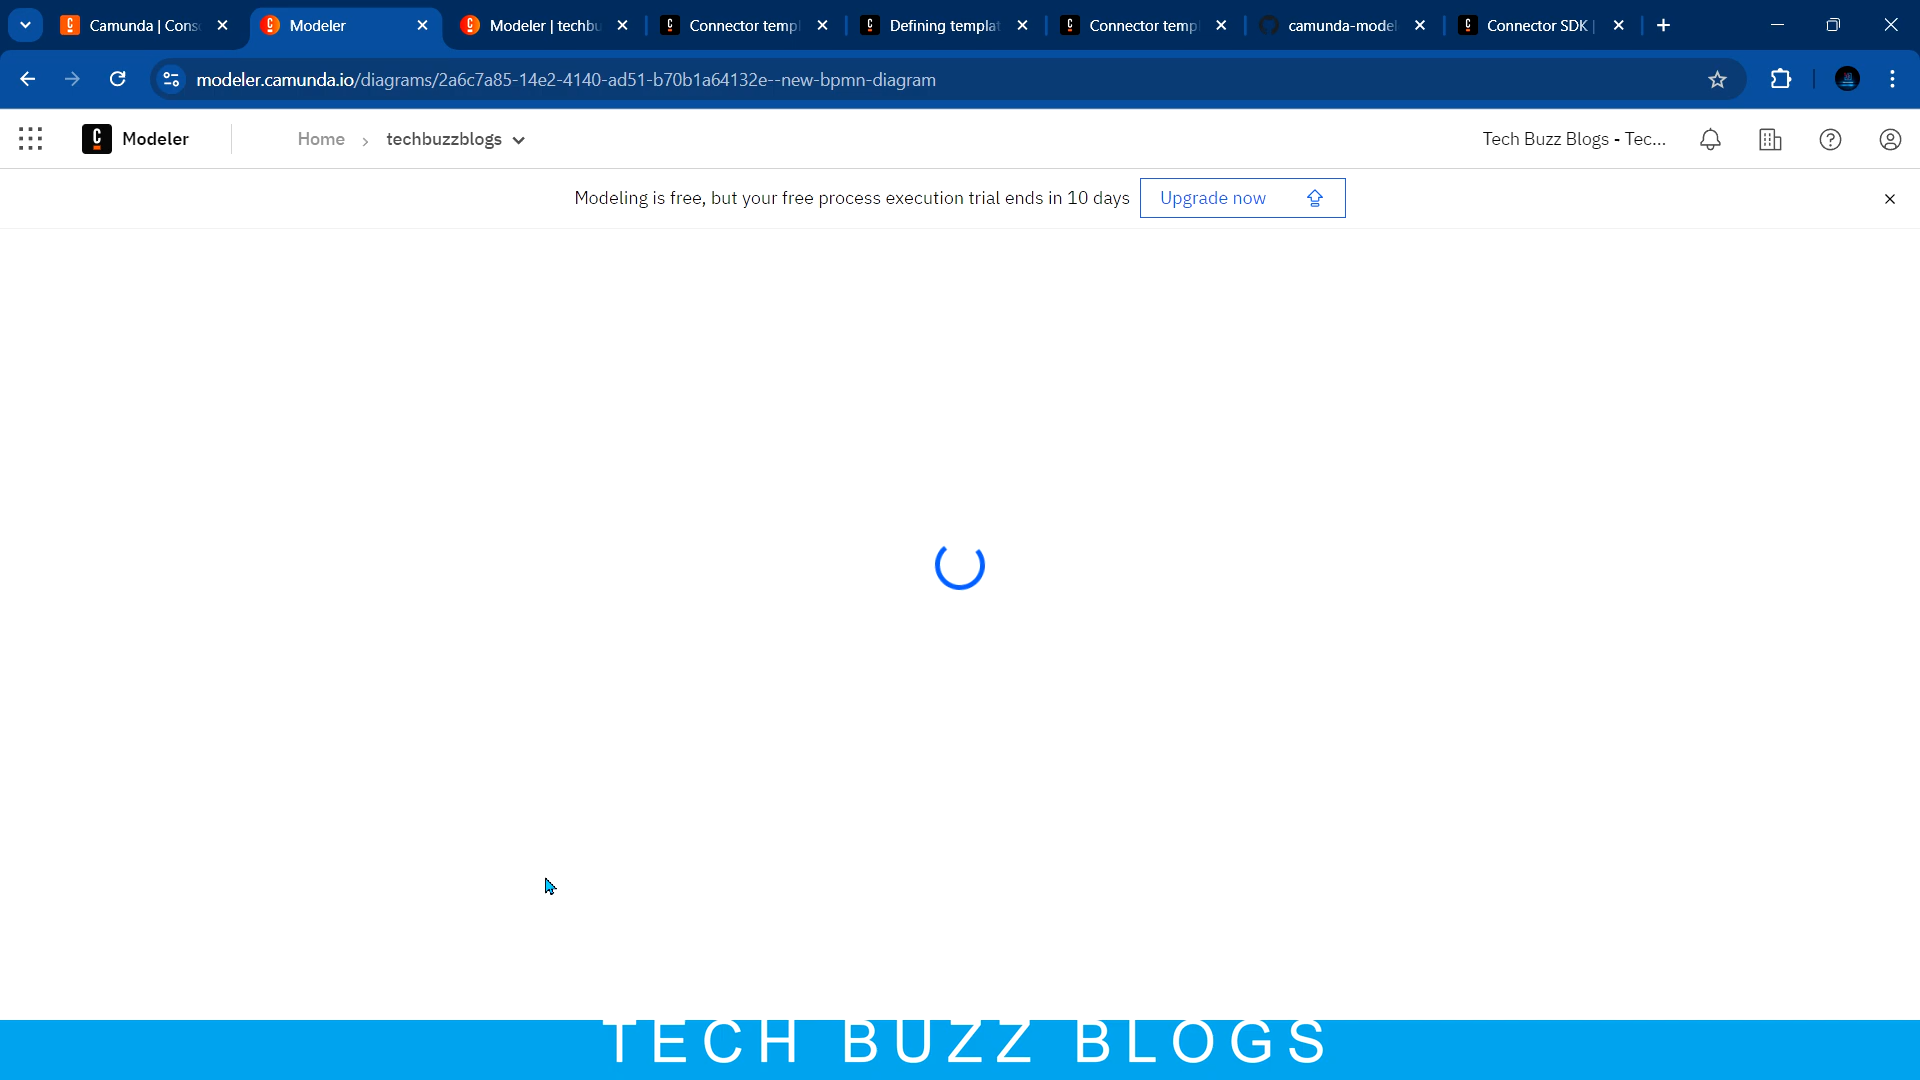 Camunda | Cons
Modeler
Modeler | techbu
Connector templ
Defining templat
Connector templ
camunda-model
Connector SDK |
modeler.camunda.io/diagrams/2a6c7a85-14e2-4140-ad51-b70b1a64132e--new-bpmn-diagram
Modeler
Home
techbuzzblogs
Tech Buzz Blogs - Tec...
Modeling is free, but your free process execution trial ends in 10 days
Upgrade now
TECH BUZZ BLOGS